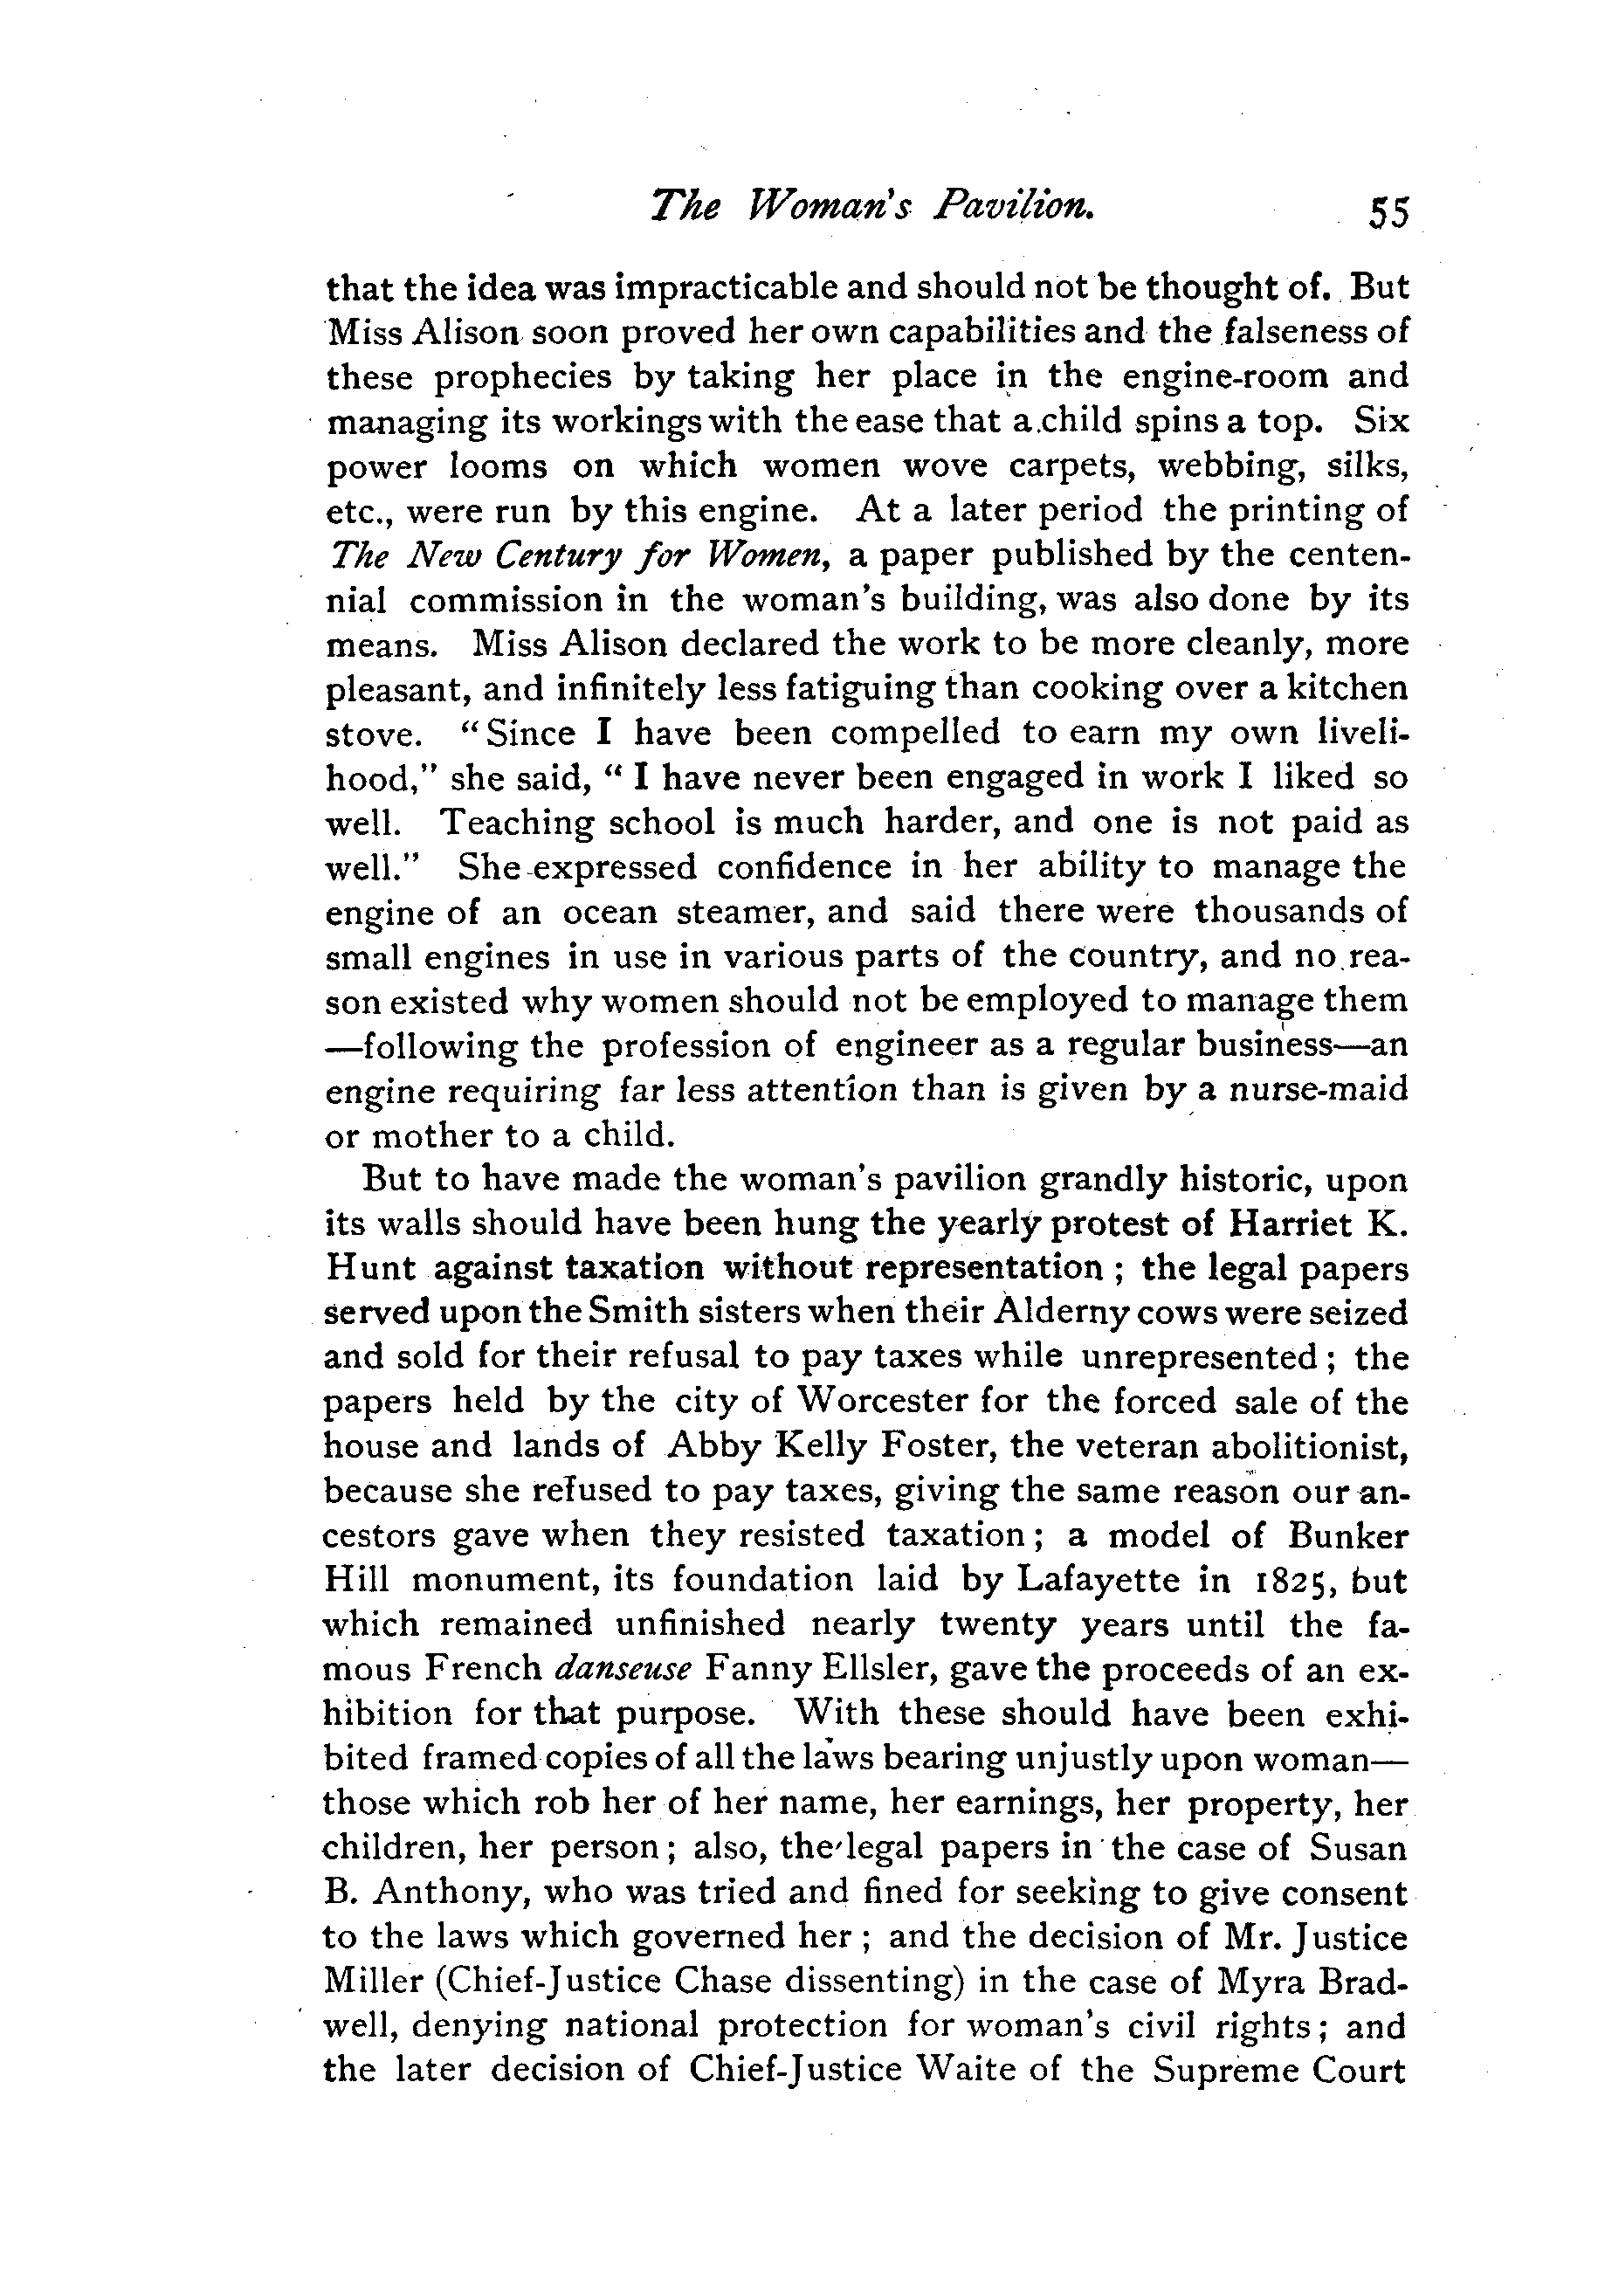 The Woman's Pavilion. 55
that the idea was impracticable and should not be thought of. But
Miss Alison soon proved her own capabilities and the falseness of
these prophecies by taking her place in the engine-room and
managing its workings with the ease that a child spins a top. Six
power looms on which women wove carpets, webbing, silks,
etc., were run by this engine. At a later period the printing of
The New Century for Women, a paper published by the centen-
nial commission in the woman's building, was also done by its
means. Miss Alison declared the work to be more cleanly, more
pleasant, and infinitely less fatiguing than cooking over a kitchen
stove. "Since I have been compelled to earn my own liveli-
hood," she said, "I have never been engaged in work I liked so
well. Teaching school is much harder, and one is not paid as
well." She expressed confidence in her ability to manage the
engine of an ocean steamer, and said there were thousands of
small engines in use in various parts of the country, and no rea-
son existed why women should not be employed to manage them
—following the profession of engineer as a regular business—an
engine requiring far less attention than is given by a nurse-maid
or mother to a child.
But to have made the woman's pavilion grandly historic, upon
its walls should have been hung the yearly protest of Harriet K.
Hunt against taxation without representation ; the legal papers
served upon the Smith sisters when their Alderny cows were seized
and sold for their refusal to pay taxes while unrepresented ; the
papers held by the city of Worcester for the forced sale of the
house and lands of Abby Kelly Foster, the veteran abolitionist,
because she refused to pay taxes, giving the same reason our an-
cestors gave when they resisted taxation ; a model of Bunker
Hill monument, its foundation laid by Lafayette in 1825, but
which remained unfinished nearly twenty years until the fa-
mous French danseuse Fanny Ellsler, gave the proceeds of an ex-
hibition for that purpose. With these should have been exhi-
bited framed copies of all the laws bearing unjustly upon woman—
those which rob her of her name, her earnings, her property, her
children, her person ; also, the legal papers in the case of Susan
B. Anthony, who was tried and fined for seeking to give consent
to the laws which governed her ; and the decision of Mr. Justice
Miller (Chief-Justice Chase dissenting) in the case of Myra Brad-
well, denying national protection for woman's civil rights ; and
the later decision of Chief-Justice Waite of the Supreme Court